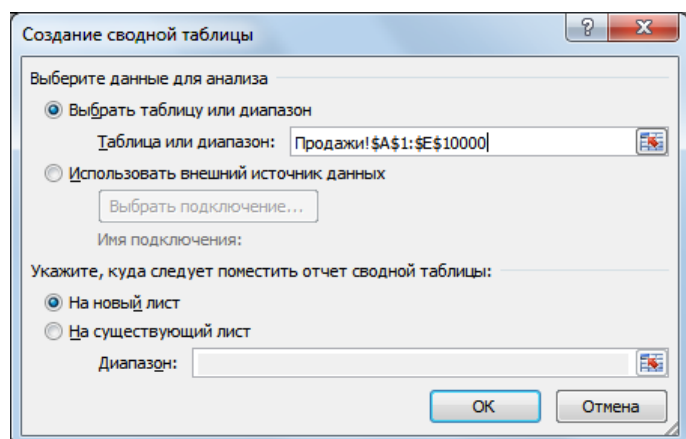 Создание сводной таблицы
?
Выберите данные для анализа
Выбрать таблицу или диапазон
Таблица или диапазон: Продажи!$A$1:$E$10000
Использовать внешний источник данных
Выбрать подключение...
Имя подключения:
Укажите, куда следует поместить отчет сводной таблицы:
На новый лист
На существующий лист
Диапазон:
ОК Отмена